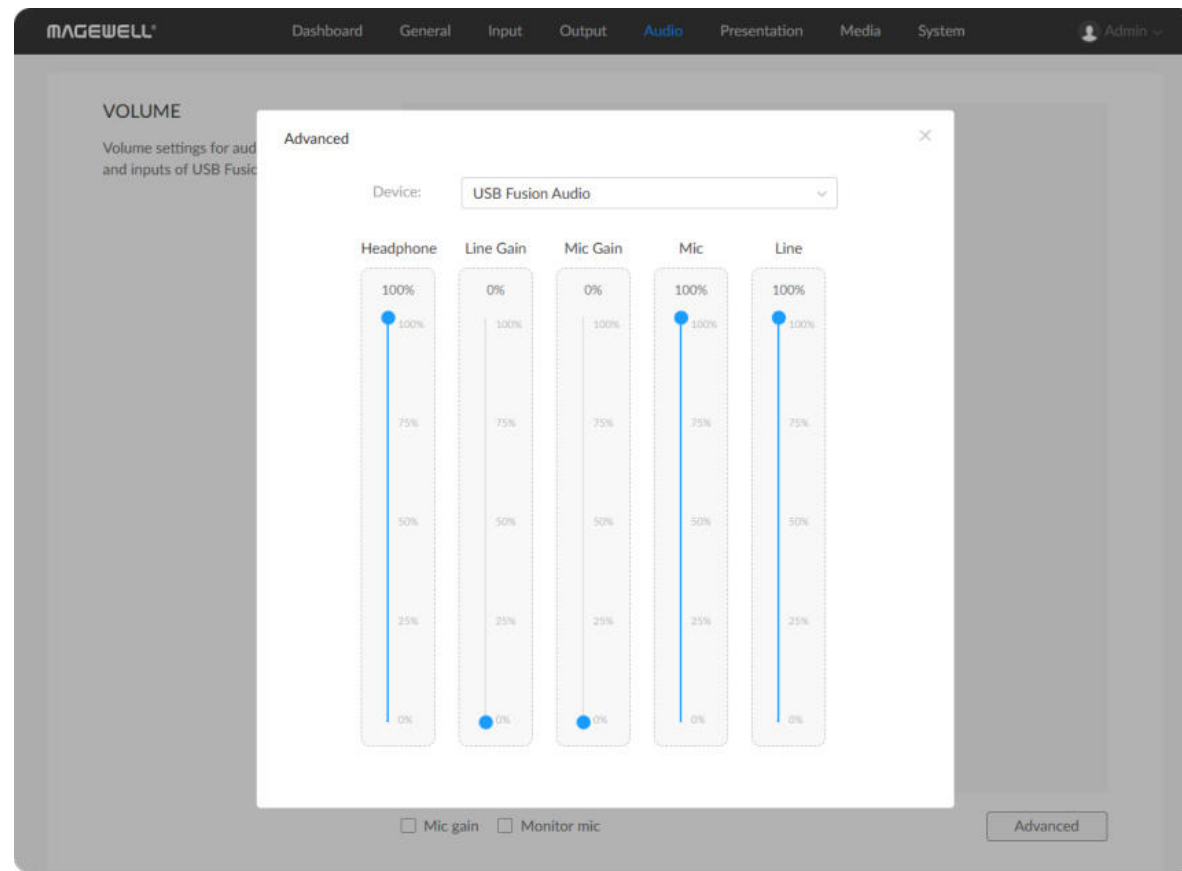 MAGEWELL®
Dashboard General Input Output Audio Presentation Media System Admin
VOLUME
Volume settings for aud
and inputs of USB Fusio
Advanced
Device: USB Fusion Audio
Headphone Line Gain Mic Gain Mic Line
100% 0% 0% 100% 100%
100% 100% 100% 100% 100%
75% 75% 75% 75% 75%
50% 50% 50% 50% 50%
25% 25% 25% 25% 25%
0% 0% 0% 0% 0%
Mic gain Monitor mic Advanced